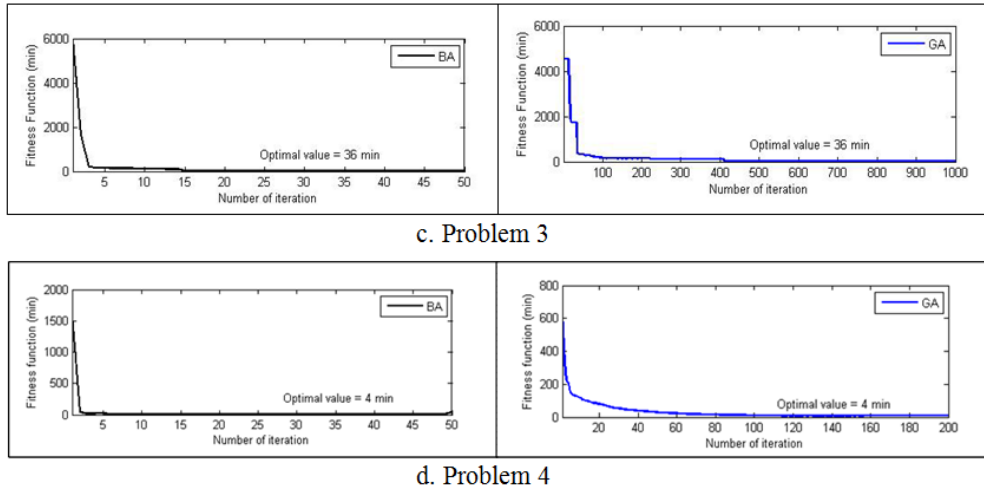 6000
4000
2000
0
Fitness Function (min)
BA
Optimal value = 36 min
5 10 15 20 25 30 35 40 45 50
Number of iteration
6000
4000
2000
0
Fitness Function (min)
GA
Optimal value = 36 min
100 200 300 400 500 600 700 800 900 1000
Number of iteration
c. Problem 3
2000
1500
1000
500
0
Fitness function (min)
BA
Optimal value = 4 min
5 10 15 20 25 30 35 40 45 50
Number of iteration
800
600
400
200
0
Fitness function (min)
GA
Optimal value = 4 min
20 40 60 80 100 120 140 160 180 200
Number of iteration
d. Problem 4